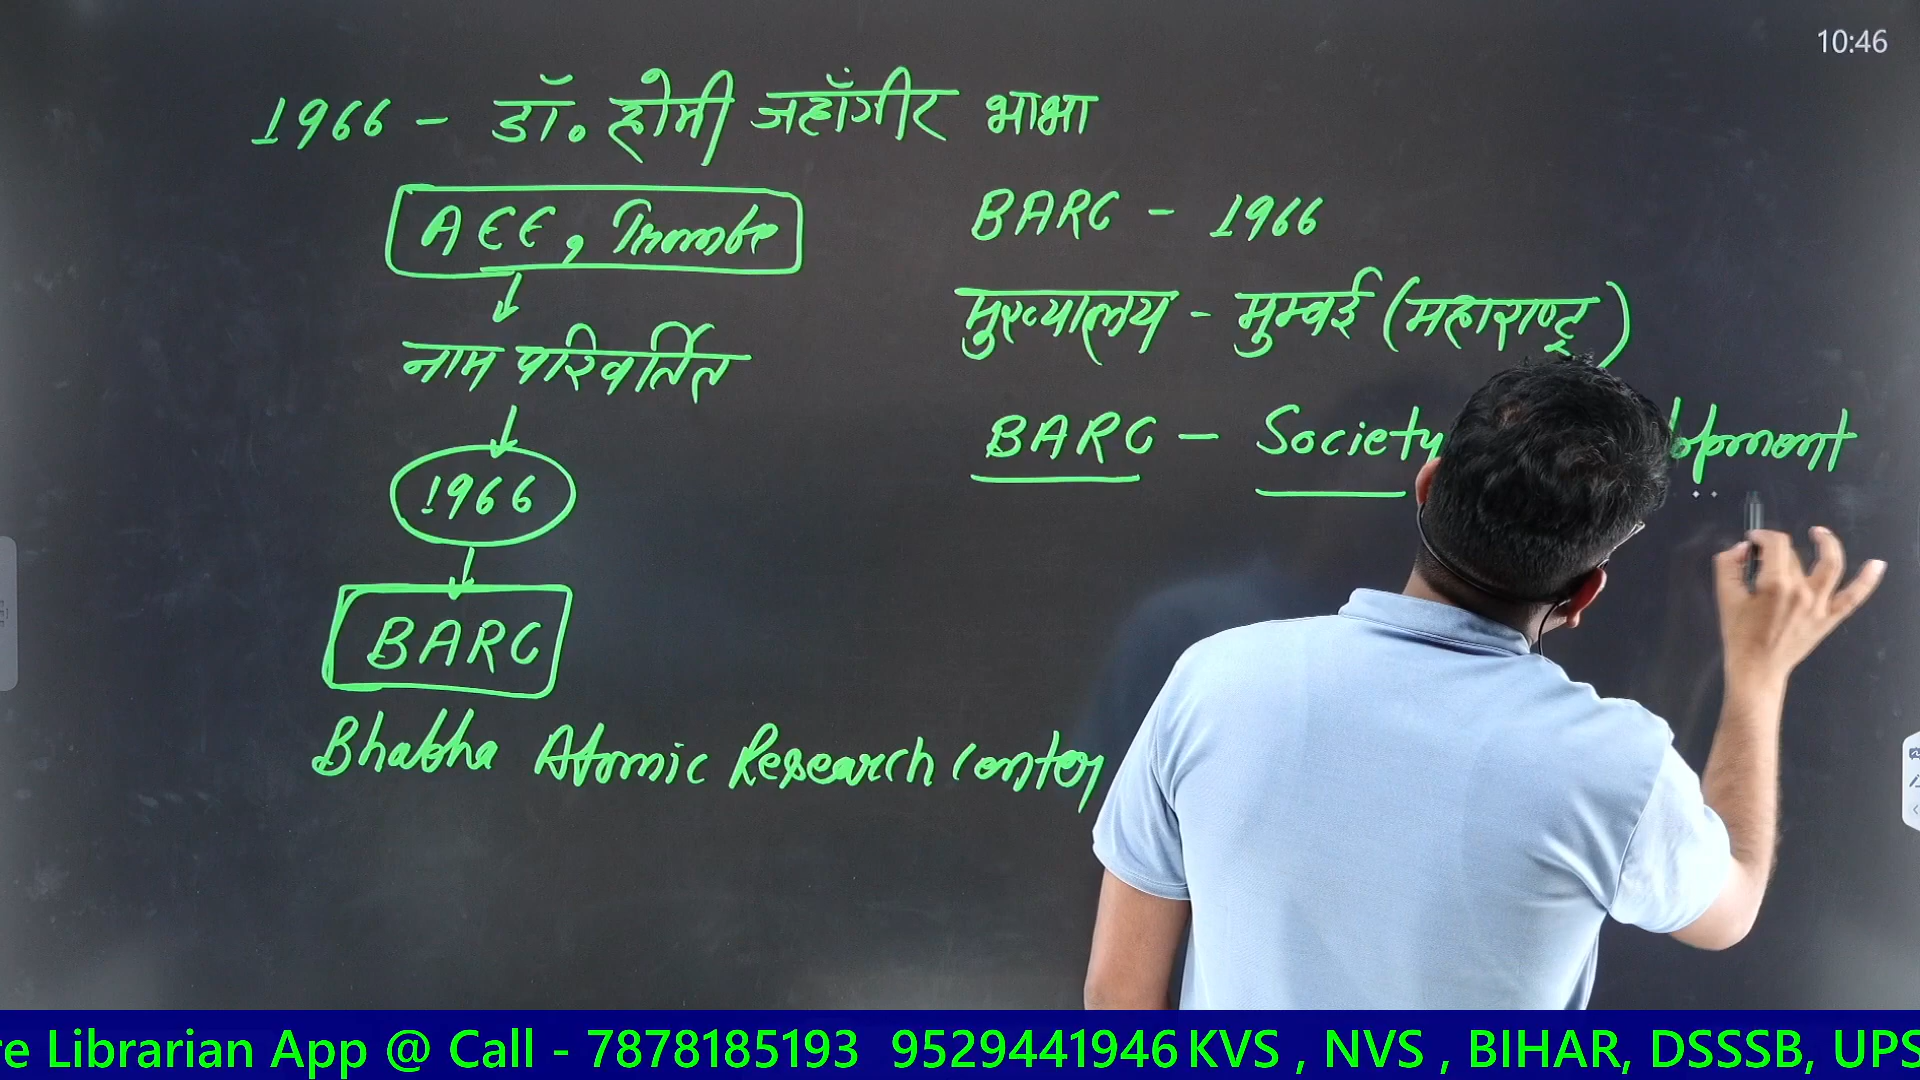 10:46
1966 - डॉ. होमी जहाँगीर भाभा
AEE, Trombe
नाम परिवर्तित
1966
BARC
Bhabha Atomic Research Center
BARC - 1966
मुख्यालय - मुम्बई (महाराष्ट्र)
BARC - Society lopment
re Librarian App @ Call - 7878185193 9529441946 KVS , NVS , BIHAR, DSSSB, UPS